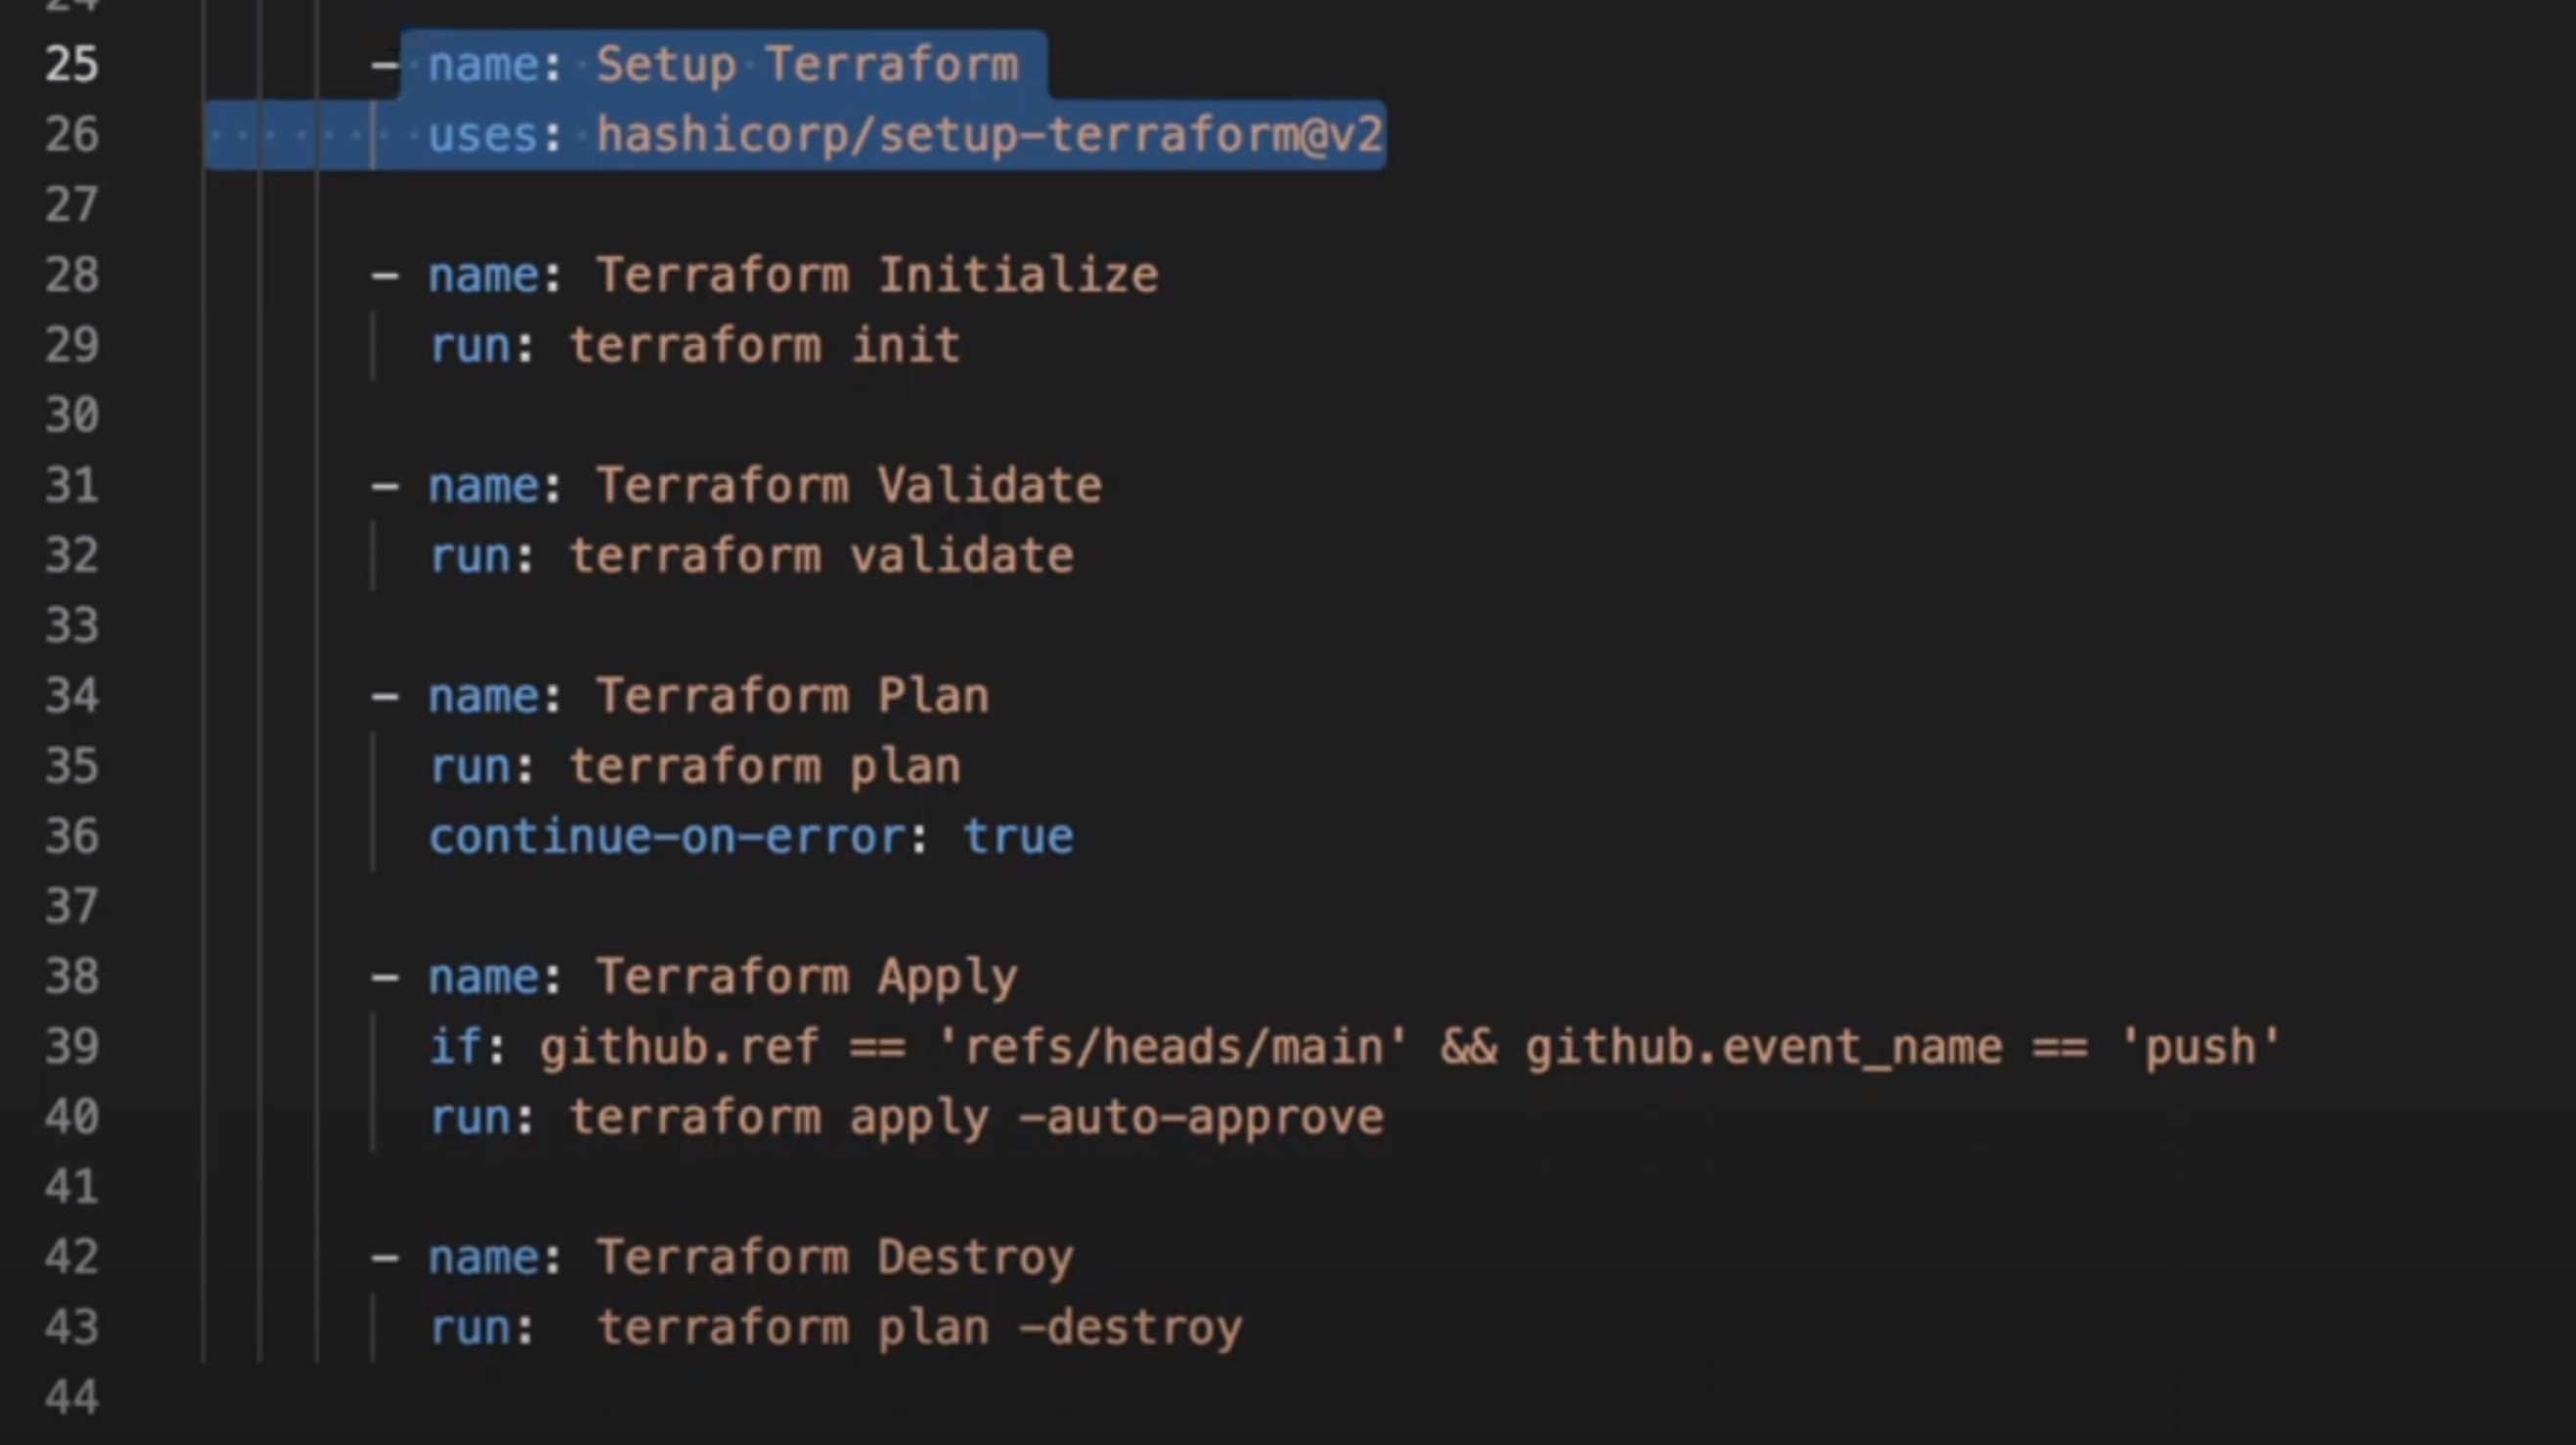 24
25 - name: Setup Terraform
26 uses: hashicorp/setup-terraform@v2
27
28 - name: Terraform Initialize
29 run: terraform init
30
31 - name: Terraform Validate
32 run: terraform validate
33
34 - name: Terraform Plan
35 run: terraform plan
36 continue-on-error: true
37
38 - name: Terraform Apply
39 if: github.ref == 'refs/heads/main' && github.event_name == 'push'
40 run: terraform apply -auto-approve
41
42 - name: Terraform Destroy
43 run:  terraform plan -destroy
44